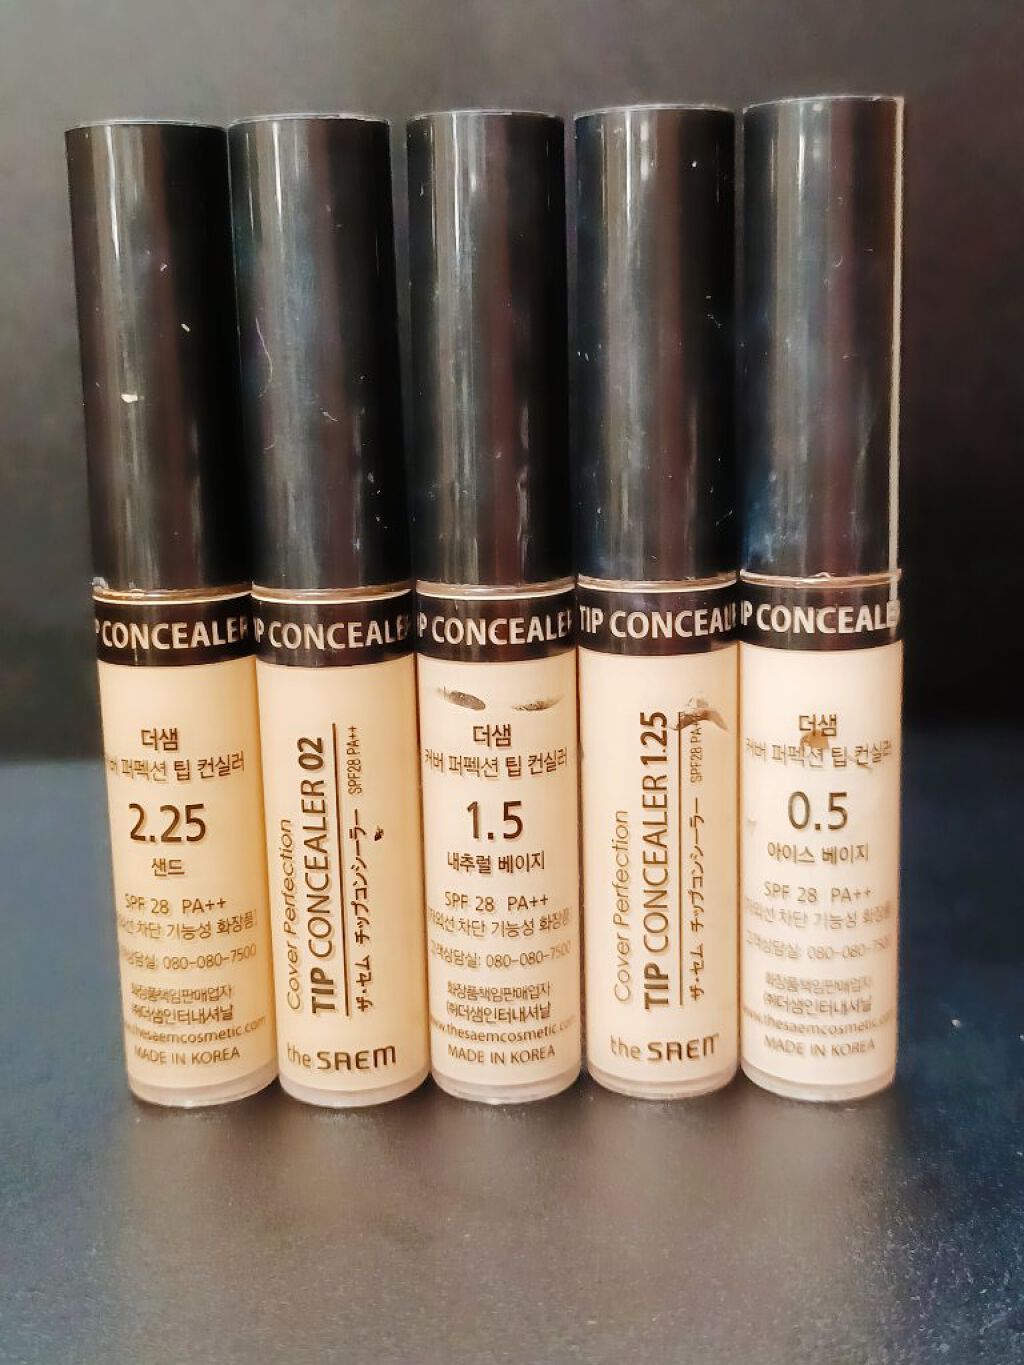 P CONCEALER
더샘
커버 퍼펙션 팁 컨실러
2.25
샌드
SPF 28 PA++
자외선 차단 기능성 화장품
고객상담실: 080-080-7500
화장품책임판매업자
㈜더샘인터내셔날
www.thesaemcosmetic.com
MADE IN KOREA
IP CONCEALER
Cover Perfection
TIP CONCEALER 02
SPF28 PA++
ザ・セム チップコンシーラー
the SAEM
IP CONCEALER
더샘
커버 퍼펙션 팁 컨실러
1.5
내추럴 베이지
SPF 28 PA++
자외선 차단 기능성 화장품
고객상담실: 080-080-7500
화장품책임판매업자
㈜더샘인터내셔날
www.thesaemcosmetic.com
MADE IN KOREA
TIP CONCEALE
Cover Perfection
TIP CONCEALER 1.25
SPF28 PA
ザ・セム チップコンシーラー
the SAEM
IP CONCEALER
더샘
커버 퍼펙션 팁 컨실러
0.5
아이스 베이지
SPF 28 PA++
자외선 차단 기능성 화장품
고객상담실: 080-080-7500
화장품책임판매업자
㈜더샘인터내셔날
www.thesaemcosmetic.com
MADE IN KOREA